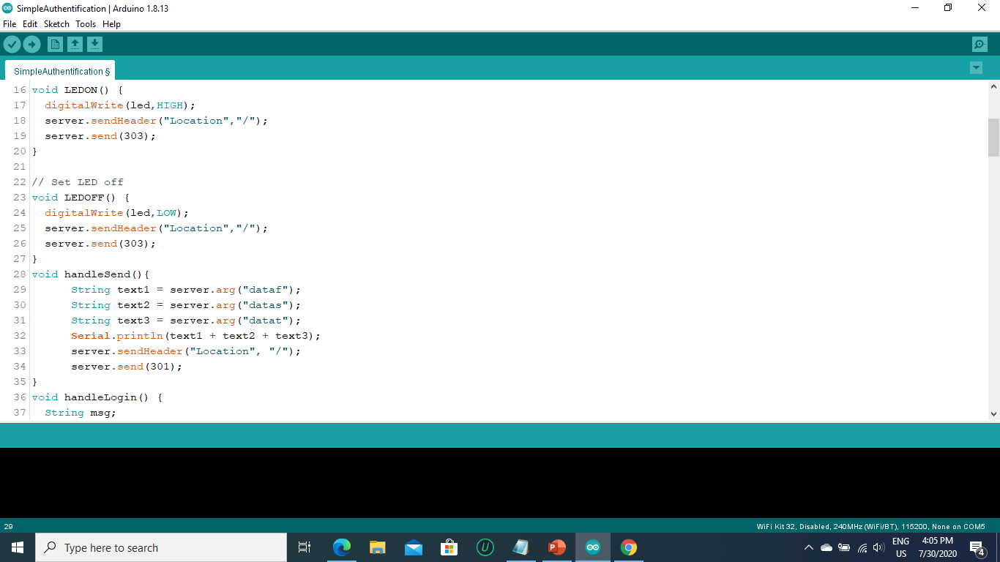 SimpleAuthentification | Arduino 1.8.13
File Edit Sketch Tools Help
SimpleAuthentification §
16 void LEDON() {
17 digitalWrite(led,HIGH);
18 server.sendHeader("Location","/");
19 server.send(303);
20 }
21
22 // Set LED off
23 void LEDOFF() {
24 digitalWrite(led,LOW);
25 server.sendHeader("Location","/");
26 server.send(303);
27 }
28 void handleSend(){
29 String text1 = server.arg("dataf");
30 String text2 = server.arg("datas");
31 String text3 = server.arg("datat");
32 Serial.println(text1 + text2 + text3);
33 server.sendHeader("Location", "/");
34 server.send(301);
35 }
36 void handleLogin() {
37 String msg;
29 WiFi Kit 32, Disabled, 240MHz (WiFi/BT), 115200, None on COM5
Type here to search
ENG 4:05 PM
US 7/30/2020 4